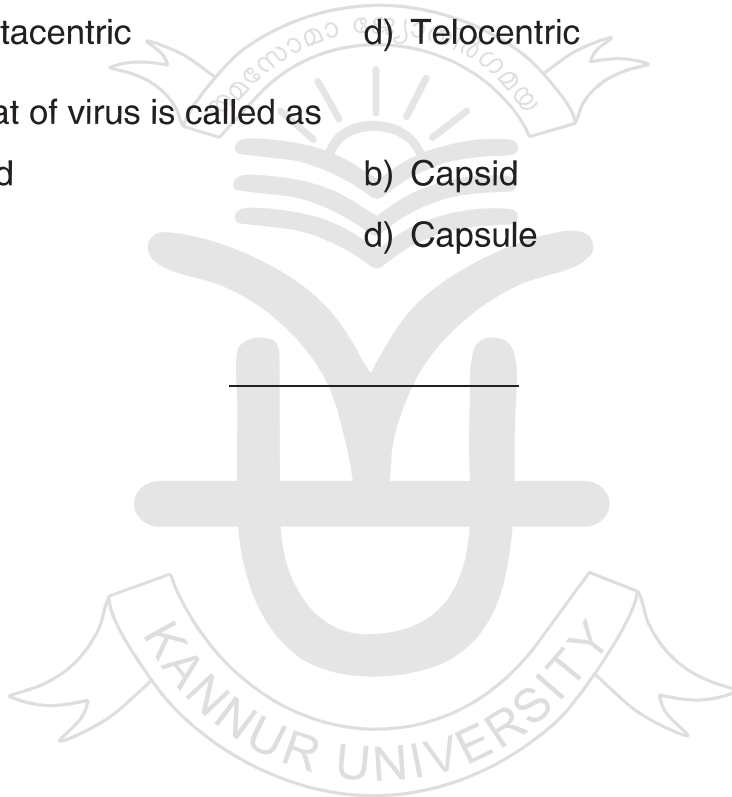 tacentric d) Telocentric
at of virus is called as
d b) Capsid
d) Capsule
KANNUR UNIVERSITY